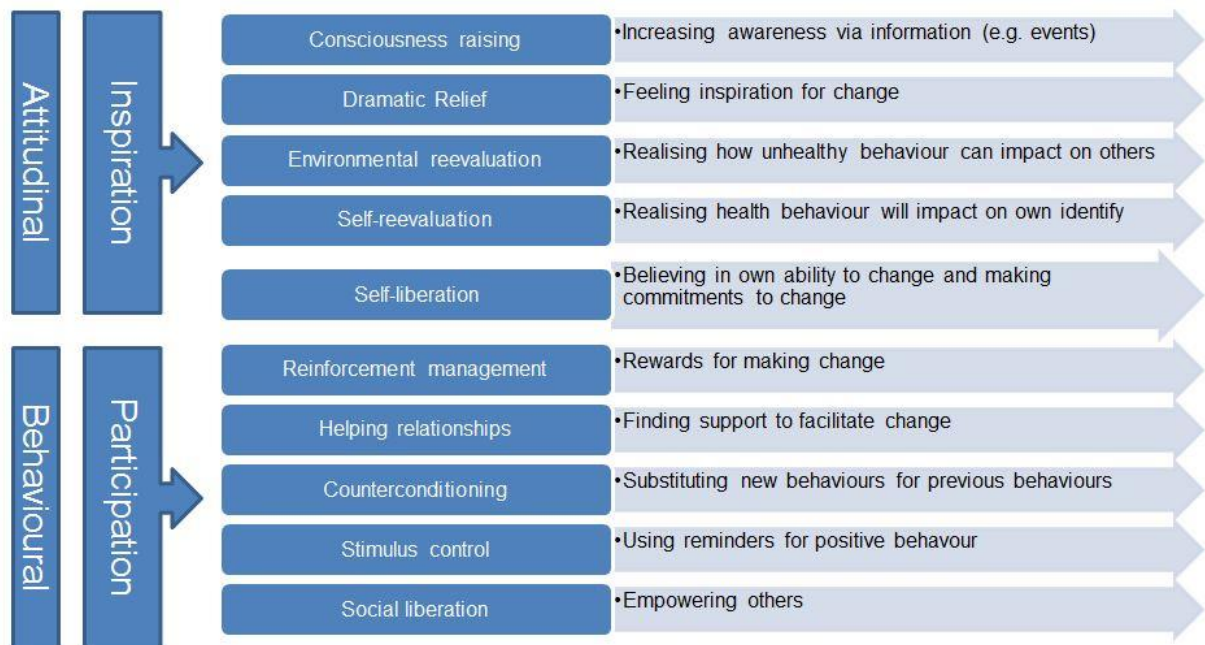 Attitudinal
Inspiration
Consciousness raising
•Increasing awareness via information (e.g. events)
Dramatic Relief
•Feeling inspiration for change
Environmental reevaluation
•Realising how unhealthy behaviour can impact on others
Self-reevaluation
•Realising health behaviour will impact on own identify
Self-liberation
•Believing in own ability to change and making
commitments to change
Behavioural
Participation
Reinforcement management
•Rewards for making change
Helping relationships
•Finding support to facilitate change
Counterconditioning
•Substituting new behaviours for previous behaviours
Stimulus control
•Using reminders for positive behavour
Social liberation
•Empowering others